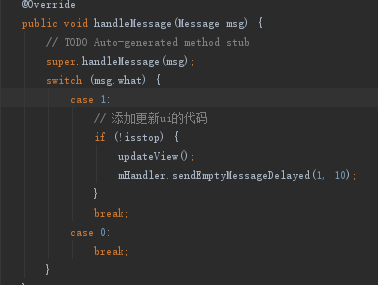 @Override
public void handleMessage(Message msg) {
// TODO Auto-generated method stub
super.handleMessage(msg);
switch (msg.what) {
case 1:
// 添加更新ui的代码
if (!isstop) {
updateView();
mHandler.sendEmptyMessageDelayed(1, 10);
}
break;
case 0:
break;
}
}